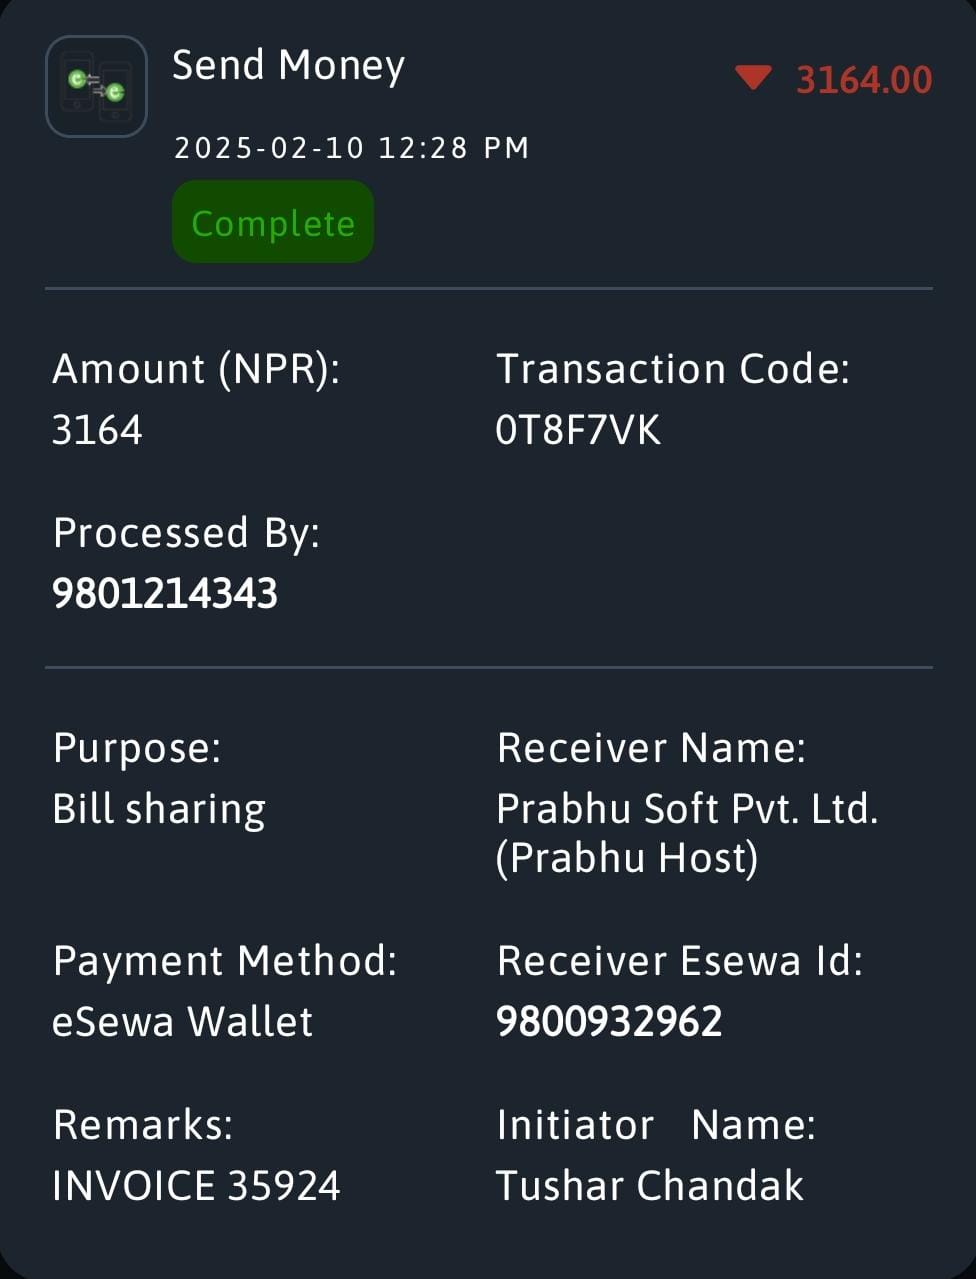 Send Money
3164.00
2025-02-10 12:28 PM
Complete
Amount (NPR):
3164
Transaction Code:
0T8F7VK
Processed By:
9801214343
Purpose:
Bill sharing
Receiver Name:
Prabhu Soft Pvt. Ltd.
(Prabhu Host)
Payment Method:
eSewa Wallet
Receiver Esewa Id:
9800932962
Remarks:
INVOICE 35924
Initiator Name:
Tushar Chandak